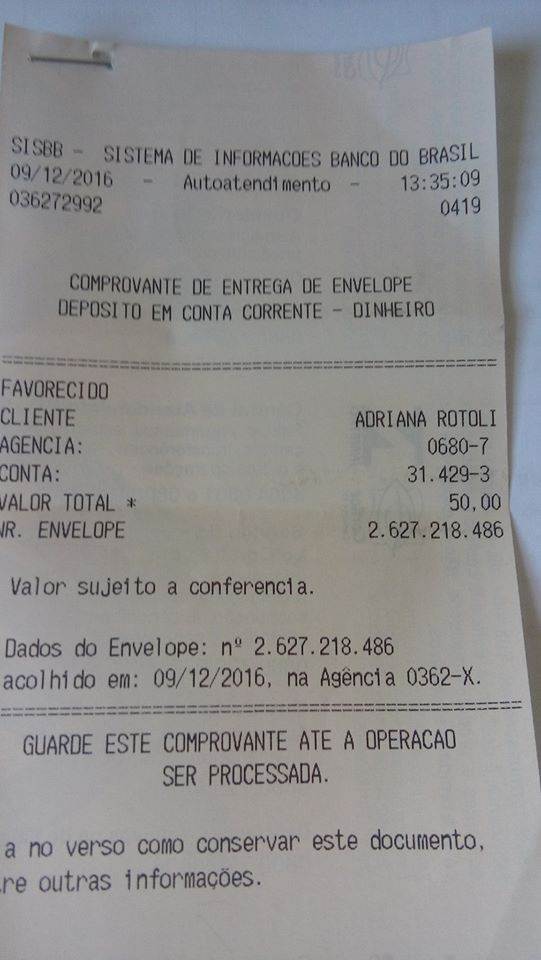 SISBB - SISTEMA DE INFORMACOES BANCO DO BRASIL
09/12/2016 - Autoatendimento - 13:35:09
036272992 0419
COMPROVANTE DE ENTREGA DE ENVELOPE
DEPOSITO EM CONTA CORRENTE - DINHEIRO
================================================
FAVORECIDO
CLIENTE ADRIANA ROTOLI
AGENCIA: 0680-7
CONTA: 31.429-3
VALOR TOTAL * 50,00
NR. ENVELOPE 2.627.218.486
Valor sujeito a conferencia.
Dados do Envelope: nº 2.627.218.486
acolhido em: 09/12/2016, na Agência 0362-X.
================================================
GUARDE ESTE COMPROVANTE ATE A OPERACAO
SER PROCESSADA.
a no verso como conservar este documento,
re outras informações.